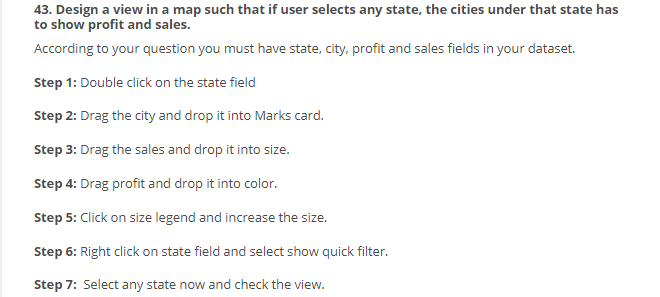 43. Design a view in a map such that if user selects any state, the cities under that state has
to show profit and sales.
According to your question you must have state, city, profit and sales fields in your dataset.
Step 1: Double click on the state field
Step 2: Drag the city and drop it into Marks card.
Step 3: Drag the sales and drop it into size.
Step 4: Drag profit and drop it into color.
Step 5: Click on size legend and increase the size.
Step 6: Right click on state field and select show quick filter.
Step 7: Select any state now and check the view.